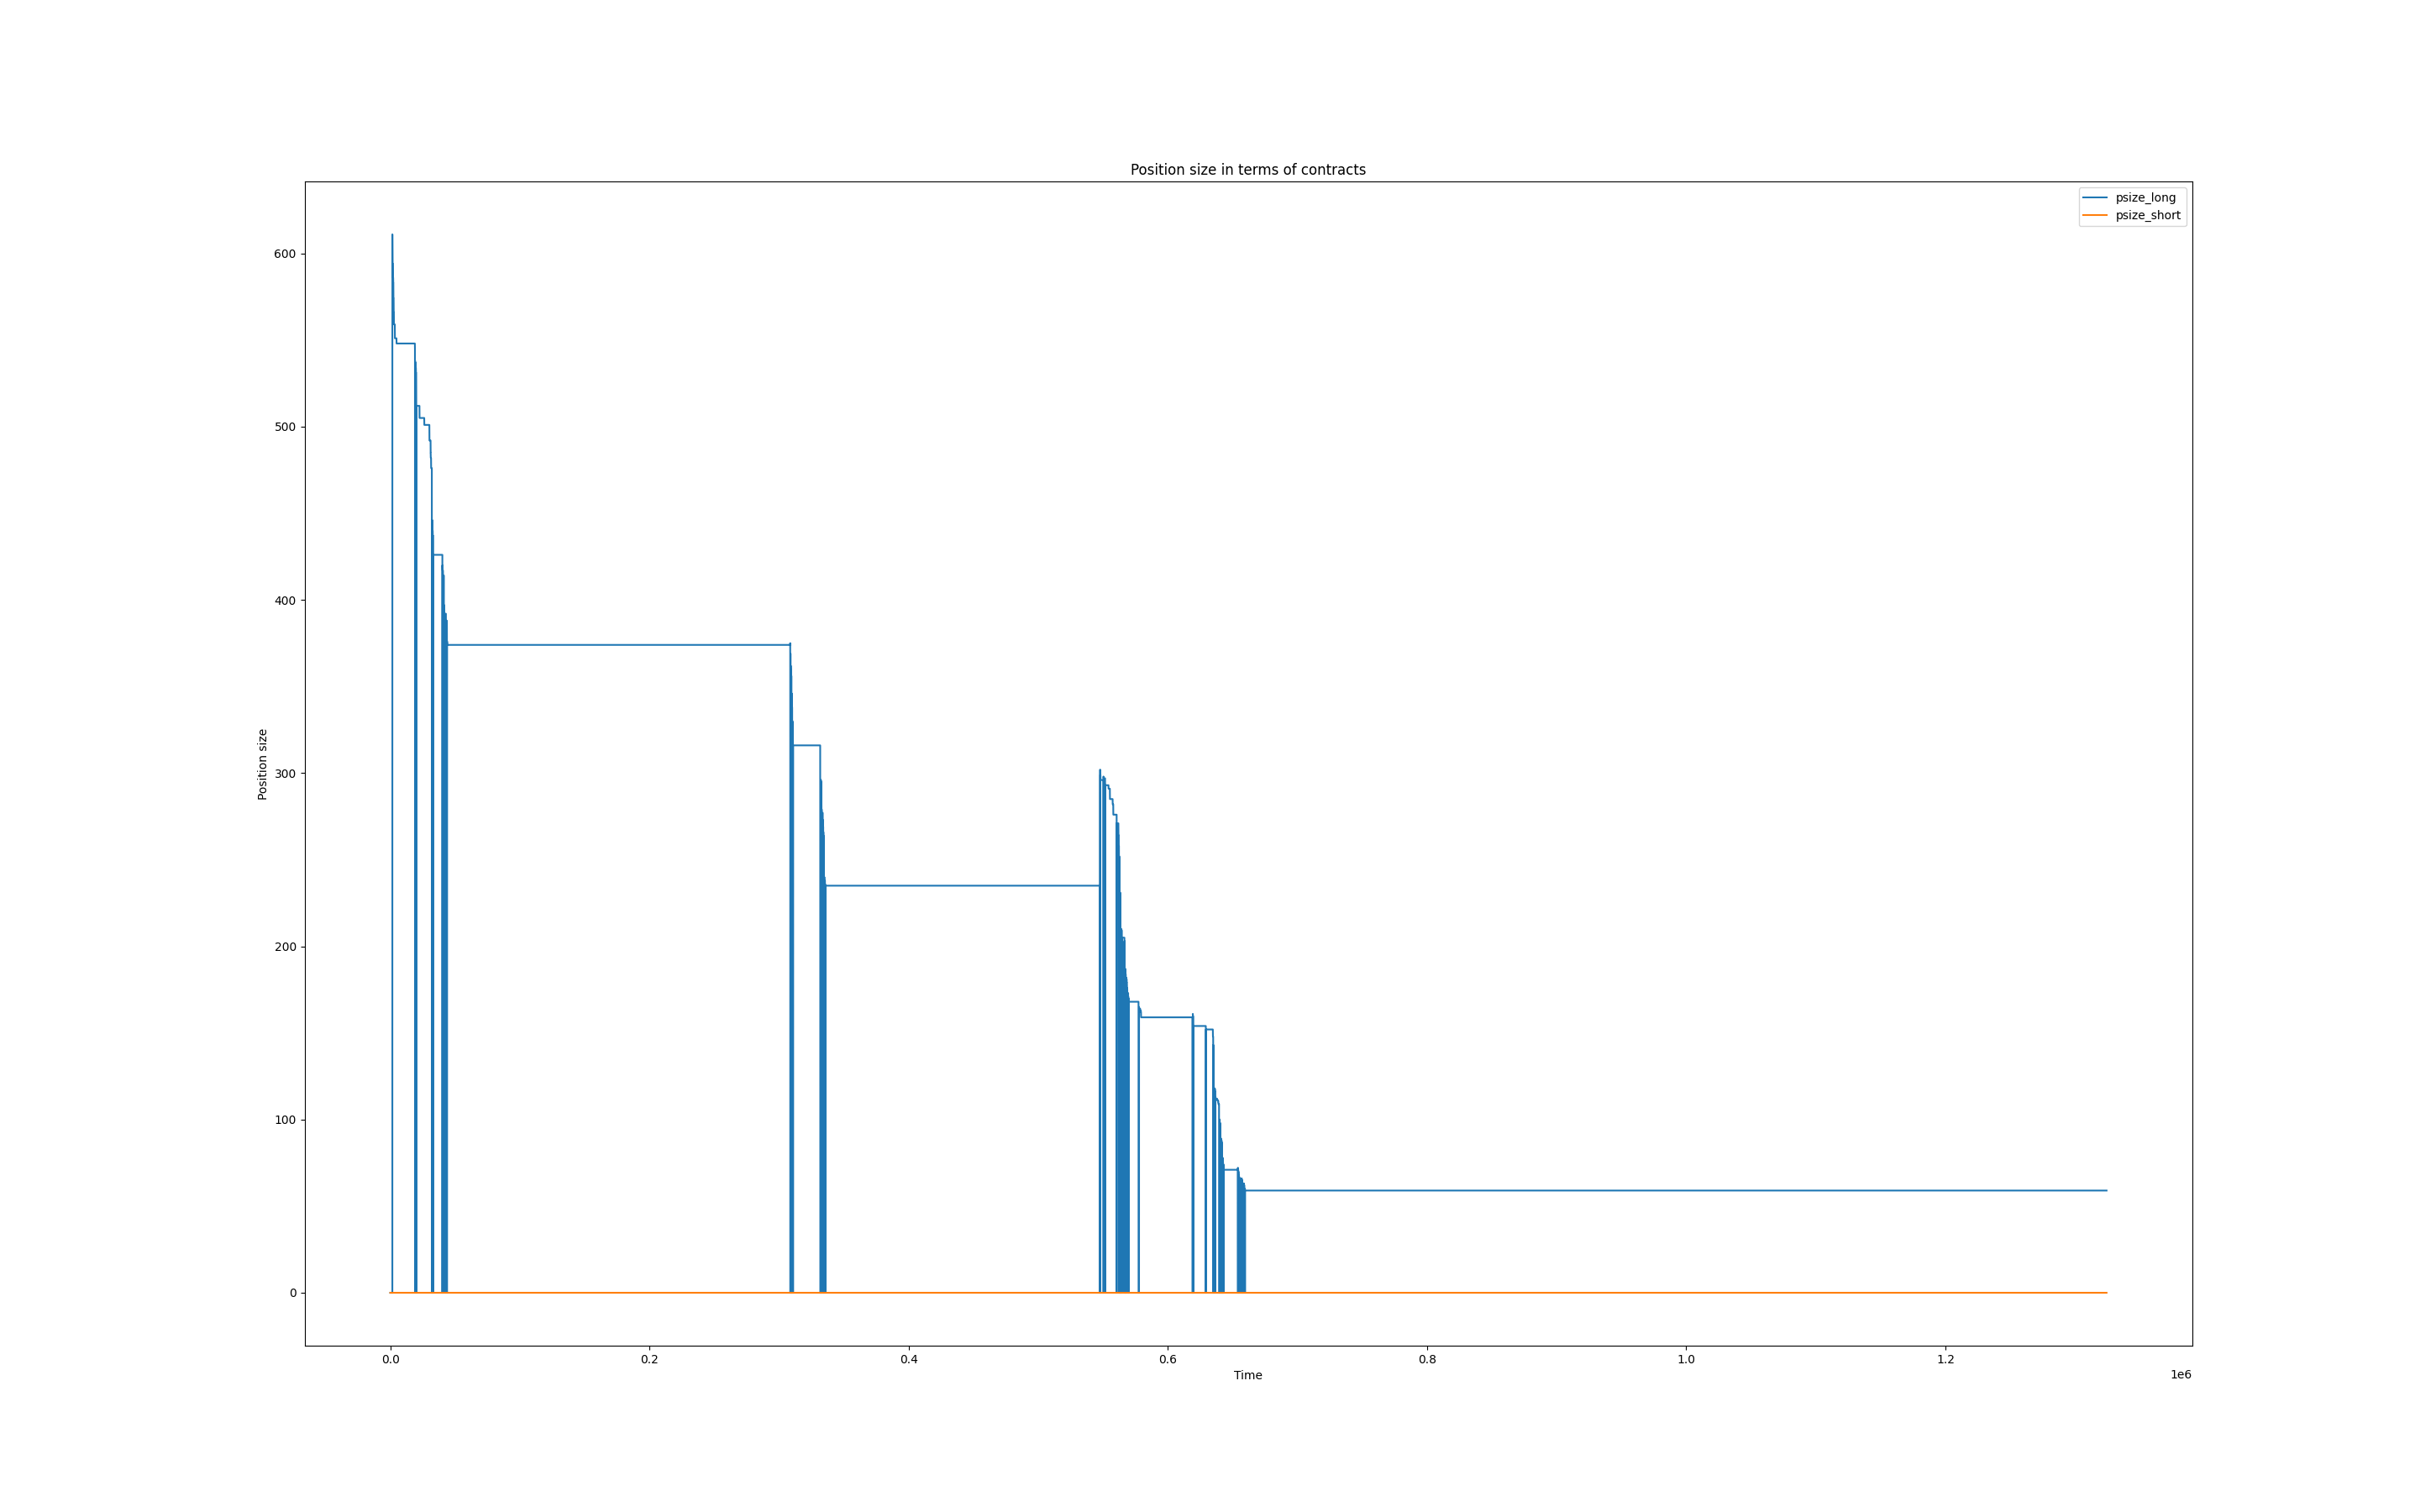 Position size in terms of contracts
psize_long
psize_short
600
500
400
300
200
100
0
Position size
0.0 0.2 0.4 0.6 0.8 1.0 1.2
Time
1e6